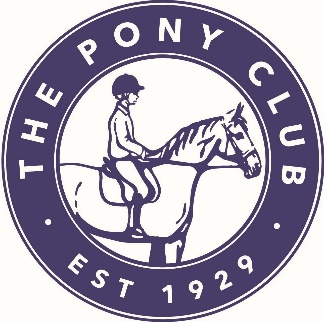 THE PONY CLUB
EST 1929